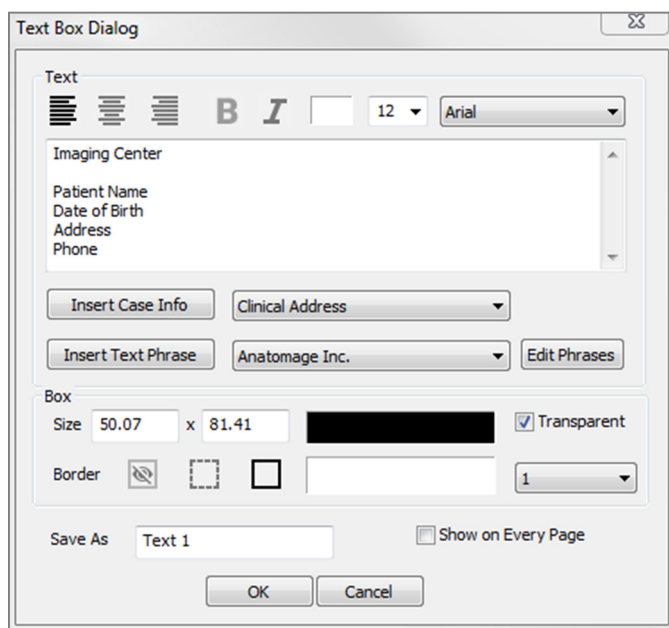 Text Box Dialog
Text
B I 12 Arial
Imaging Center
Patient Name
Date of Birth
Address
Phone
Insert Case Info Clinical Address
Insert Text Phrase Anatomage Inc. Edit Phrases
Box
Size 50.07 x 81.41 Transparent
Border 1
Save As Text 1 Show on Every Page
OK Cancel